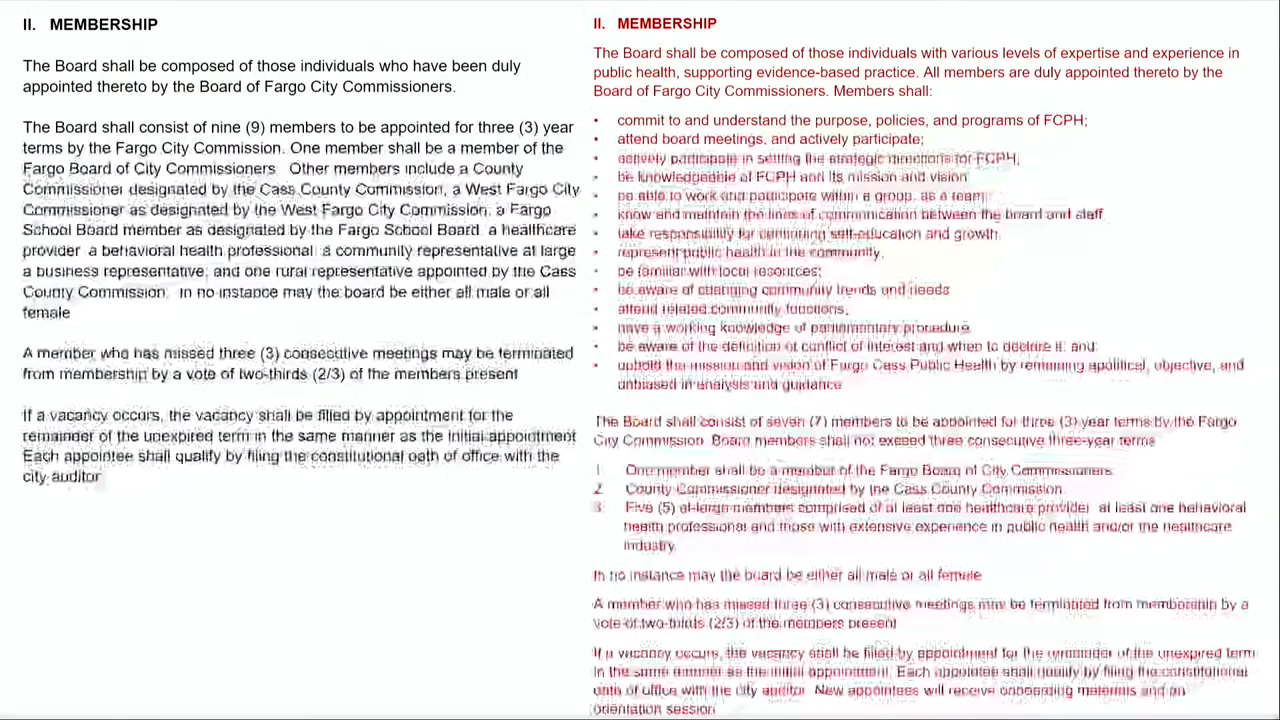 II. MEMBERSHIP
The Board shall be composed of those individuals who have been duly
appointed thereto by the Board of Fargo City Commissioners.
The Board shall consist of nine (9) members to be appointed for three (3) year
terms by the Fargo City Commission. One member shall be a member of the
Fargo Board of City Commissioners. Other members include a County
Commissioner designated by the Cass County Commission, a West Fargo City
Commissioner as designated by the West Fargo City Commission, a Fargo
School Board member as designated by the Fargo School Board, a healthcare
provider, a behavioral health professional, a community representative at large
a business representative; and one rural representative appointed by the Cass
County Commission. In no instance may the board be either all male or all
female
A member who has missed three (3) consecutive meetings may be terminated
from membership by a vote of two-thirds (2/3) of the members present
If a vacancy occurs, the vacancy shall be filled by appointment for the
remainder of the unexpired term in the same manner as the initial appointment
Each appointee shall qualify by filing the constitutional oath of office with the
city auditor
II. MEMBERSHIP
The Board shall be composed of those individuals with various levels of expertise and experience in
public health, supporting evidence-based practice. All members are duly appointed thereto by the
Board of Fargo City Commissioners. Members shall:
• commit to and understand the purpose, policies, and programs of FCPH;
• attend board meetings, and actively participate;
• actively participate in setting the strategic directions for FCPH;
• be knowledgeable of FCPH and its mission and vision
• be able to work and participate within a group, as a team
• know and maintain the lines of communication between the board and staff
• take responsibility for continuing self-education and growth
• represent public health in the community,
• be familiar with local resources;
• be aware of changing community trends and needs
• attend related community functions,
• have a working knowledge of parliamentary procedure
• be aware of the definition of conflict of interest and when to declare it; and
• uphold the mission and vision of Fargo Cass Public Health by remaining apolitical, objective, and
unbiased in analysis and guidance
The Board shall consist of seven (7) members to be appointed for three (3) year terms by the Fargo
City Commission. Board members shall not exceed three consecutive three-year terms
1. One member shall be a member of the Fargo Board of City Commissioners
2. County Commissioner designated by the Cass County Commission
3. Five (5) at-large members comprised of at least one healthcare provider, at least one behavioral
health professional and those with extensive experience in public health and/or the healthcare
industry
In no instance may the board be either all male or all female
A member who has missed three (3) consecutive meetings may be terminated from membership by a
vote of two-thirds (2/3) of the members present
If a vacancy occurs, the vacancy shall be filled by appointment for the remainder of the unexpired term
in the same manner as the initial appointment. Each appointee shall qualify by filing the constitutional
oath of office with the city auditor. New appointees will receive onboarding materials and an
orientation session